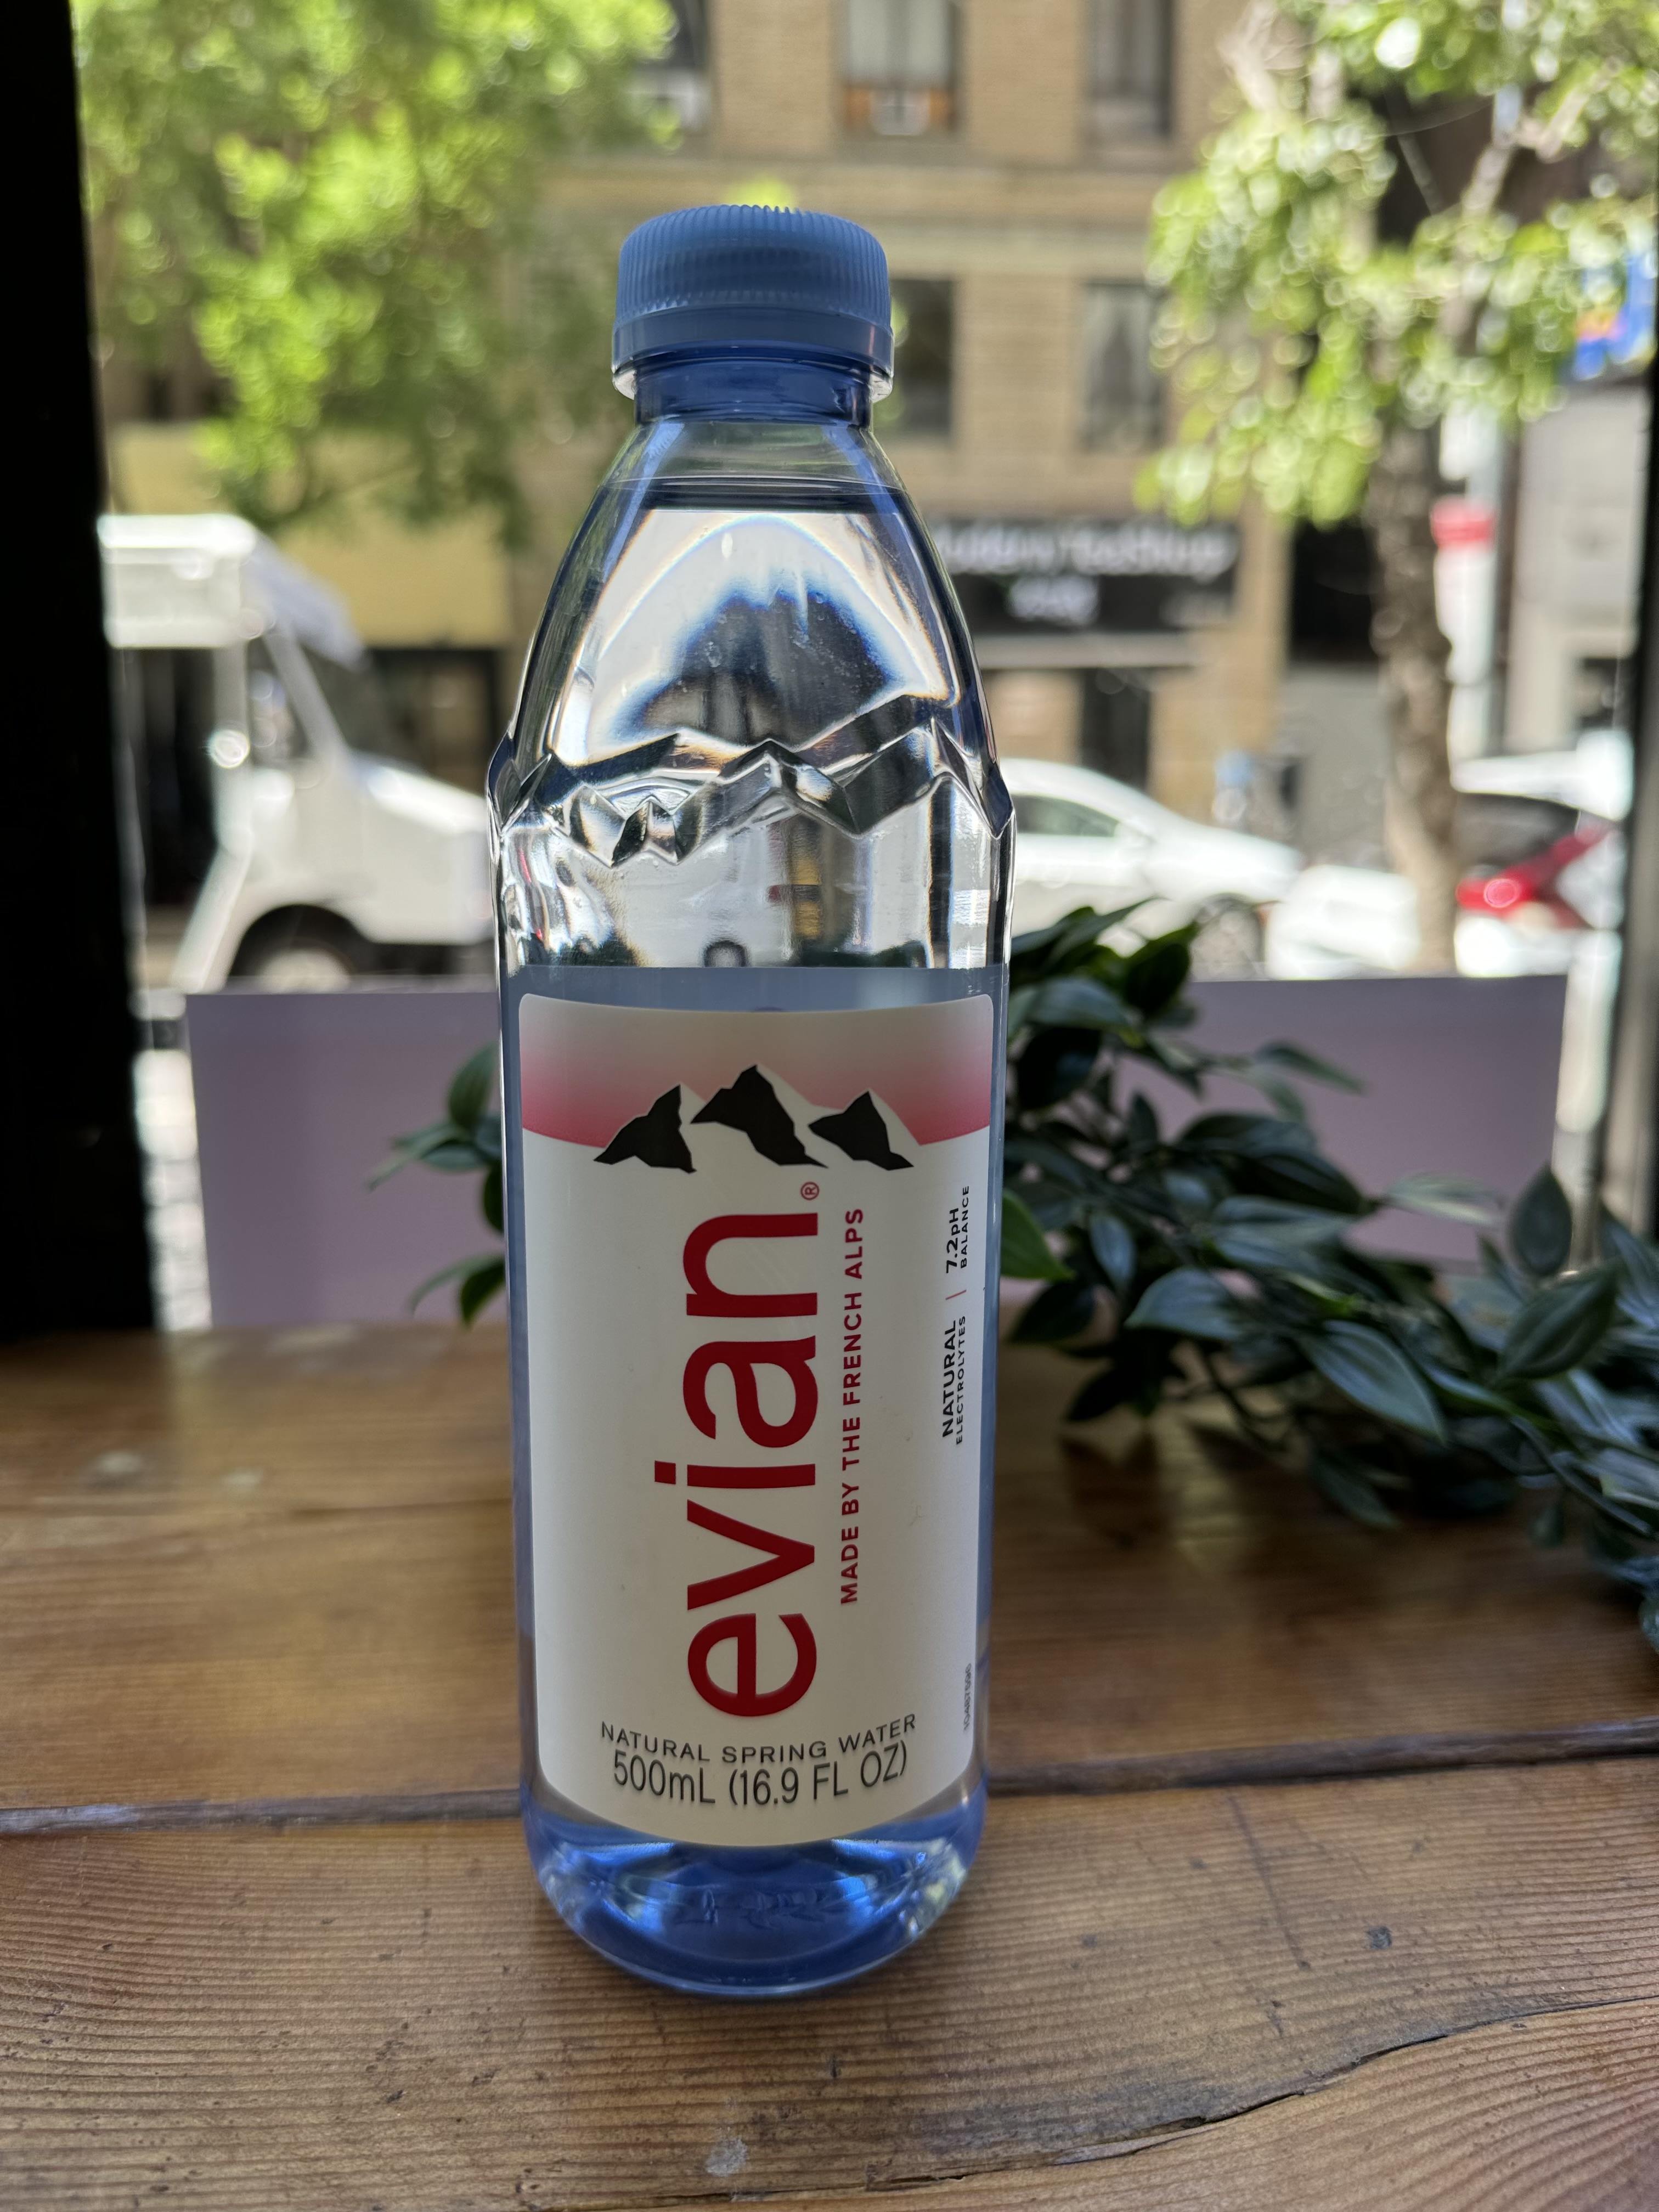 evian®
MADE BY THE FRENCH ALPS
NATURAL | 7.2pH
ELECTROLYTES BALANCE
NATURAL SPRING WATER
500mL (16.9 FL OZ)